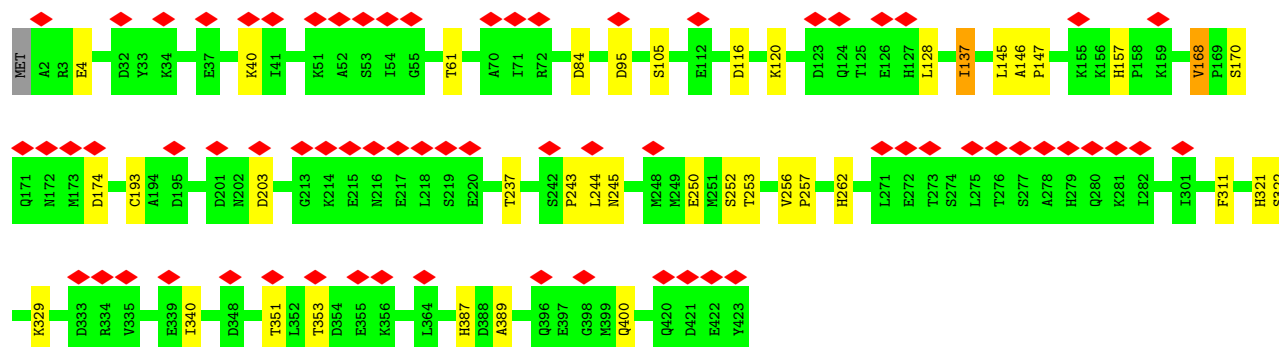 MET A2 R3 E4 D32 Y33 K34 E37 K40 I41 K51 A52 S53 I54 G55 T61 A70 I71 R72 D84 D95 S105 E112 D116 K120 D123 Q124 T125 E126 H127 L128 I137 L145 A146 P147 K155 K156 H157 P158 K159 V168 P169 S170
Q171 N172 M173 D174 C193 A194 D195 D201 N202 D203 G213 K214 E215 N216 E217 L218 S219 E220 T237 S242 P243 L244 N245 M248 M249 E250 M251 S252 T253 V256 P257 H262 L271 E272 T273 S274 L275 T276 S277 A278 H279 Q280 K281 I282 I301 F311 H321 S322
K329 D333 R334 V335 E339 I340 D348 T351 L352 T353 D354 E355 K356 L364 H387 D388 A389 Q396 E397 G398 M399 Q400 Q420 D421 E422 Y423